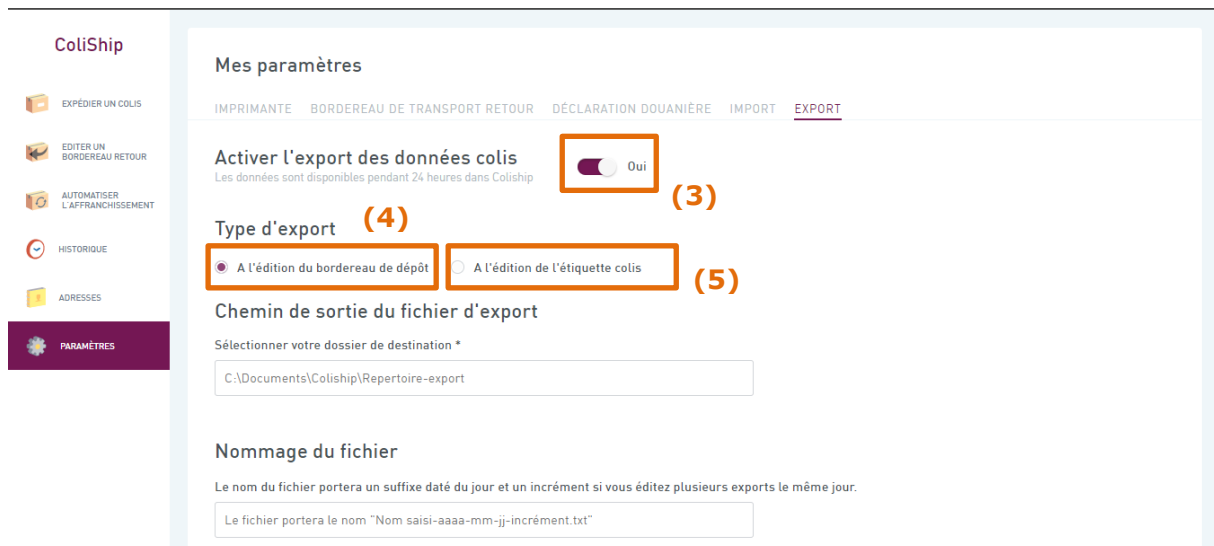 ColiShip
EXPÉDIER UN COLIS
EDITER UN
BORDEREAU RETOUR
AUTOMATISER
L'AFFRANCHISSEMENT
HISTORIQUE
ADRESSES
PARAMÈTRES
Mes paramètres
IMPRIMANTE BORDEREAU DE TRANSPORT RETOUR DÉCLARATION DOUANIÈRE IMPORT EXPORT
Activer l'export des données colis
Oui
Les données sont disponibles pendant 24 heures dans Coliship
(3)
Type d'export
(4)
A l'édition du bordereau de dépôt A l'édition de l'étiquette colis
(5)
Chemin de sortie du fichier d'export
Sélectionner votre dossier de destination *
C:\Documents\Coliship\Repertoire-export
Nommage du fichier
Le nom du fichier portera un suffixe daté du jour et un incrément si vous éditez plusieurs exports le même jour.
Le fichier portera le nom "Nom saisi-aaaa-mm-jj-incrément.txt"